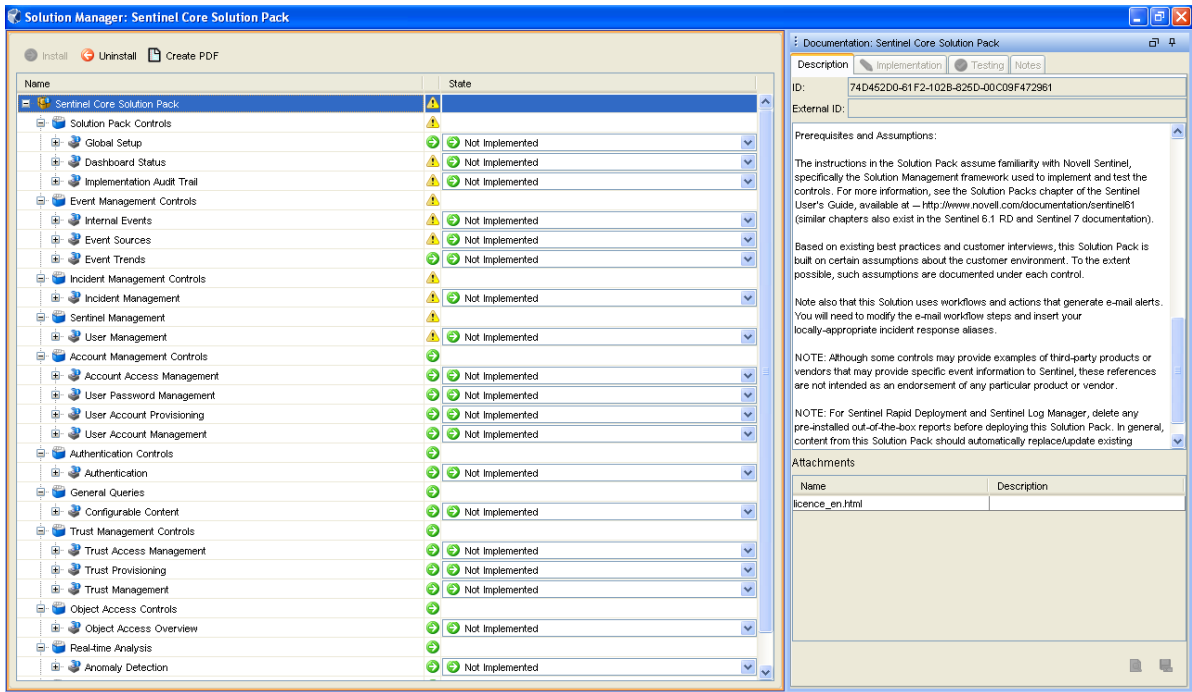 Solution Manager: Sentinel Core Solution Pack
Install Uninstall Create PDF
Name State
Sentinel Core Solution Pack
Solution Pack Controls
Global Setup Not Implemented
Dashboard Status Not Implemented
Implementation Audit Trail Not Implemented
Event Management Controls
Internal Events Not Implemented
Event Sources Not Implemented
Event Trends Not Implemented
Incident Management Controls
Incident Management Not Implemented
Sentinel Management
User Management Not Implemented
Account Management Controls
Account Access Management Not Implemented
User Password Management Not Implemented
User Account Provisioning Not Implemented
User Account Management Not Implemented
Authentication Controls
Authentication Not Implemented
General Queries
Configurable Content Not Implemented
Trust Management Controls
Trust Access Management Not Implemented
Trust Provisioning Not Implemented
Trust Management Not Implemented
Object Access Controls
Object Access Overview Not Implemented
Real-time Analysis
Anomaly Detection Not Implemented
Documentation: Sentinel Core Solution Pack
Description Implementation Testing Notes
ID: 74D452D0-61F2-102B-825D-00C09F472961
External ID:
Prerequisites and Assumptions:
The instructions in the Solution Pack assume familiarity with Novell Sentinel,
specifically the Solution Management framework used to implement and test the
controls. For more information, see the Solution Packs chapter of the Sentinel
User's Guide, available at — http://www.novell.com/documentation/sentinel61
(similar chapters also exist in the Sentinel 6.1 RD and Sentinel 7 documentation).
Based on existing best practices and customer interviews, this Solution Pack is
built on certain assumptions about the customer environment. To the extent
possible, such assumptions are documented under each control.
Note also that this Solution uses workflows and actions that generate e-mail alerts.
You will need to modify the e-mail workflow steps and insert your
locally-appropriate incident response aliases.
NOTE: Although some controls may provide examples of third-party products or
vendors that may provide specific event information to Sentinel, these references
are not intended as an endorsement of any particular product or vendor.
NOTE: For Sentinel Rapid Deployment and Sentinel Log Manager, delete any
pre-installed out-of-the-box reports before deploying this Solution Pack. In general,
content from this Solution Pack should automatically replace/update existing
Attachments
Name Description
licence_en.html